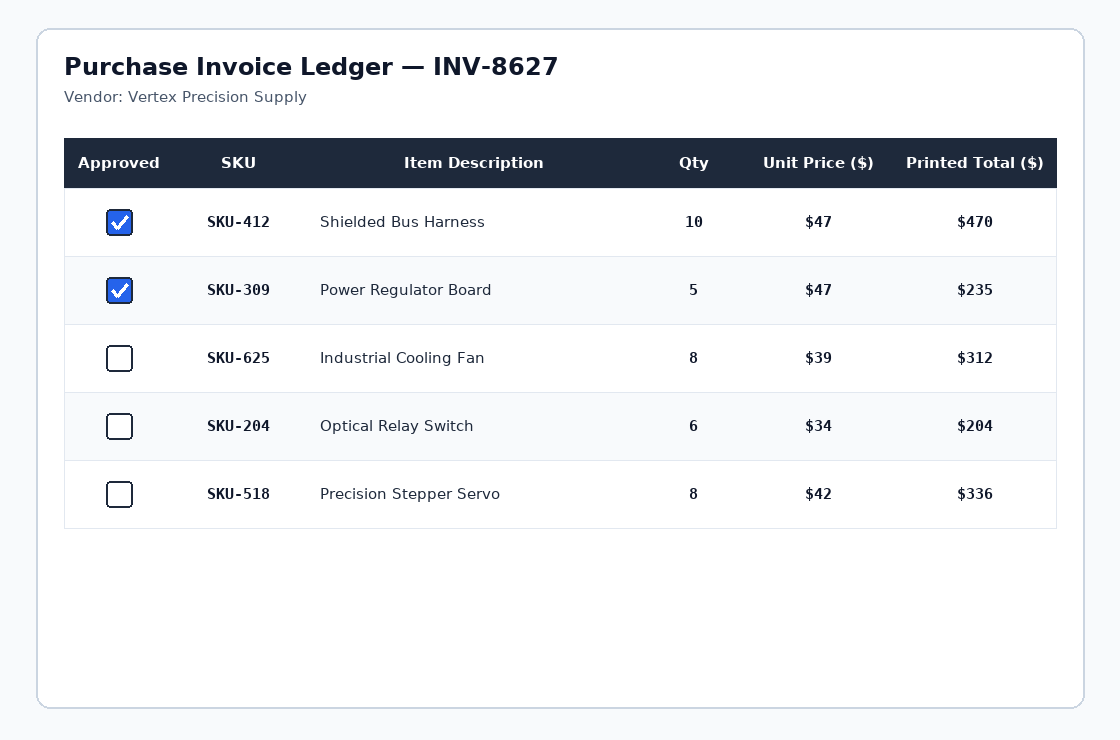 Purchase Invoice Ledger — INV-8627
Vendor: Vertex Precision Supply
Approved SKU Item Description Qty Unit Price ($) Printed Total ($)
SKU-412 Shielded Bus Harness 10 $47 $470
SKU-309 Power Regulator Board 5 $47 $235
SKU-625 Industrial Cooling Fan 8 $39 $312
SKU-204 Optical Relay Switch 6 $34 $204
SKU-518 Precision Stepper Servo 8 $42 $336